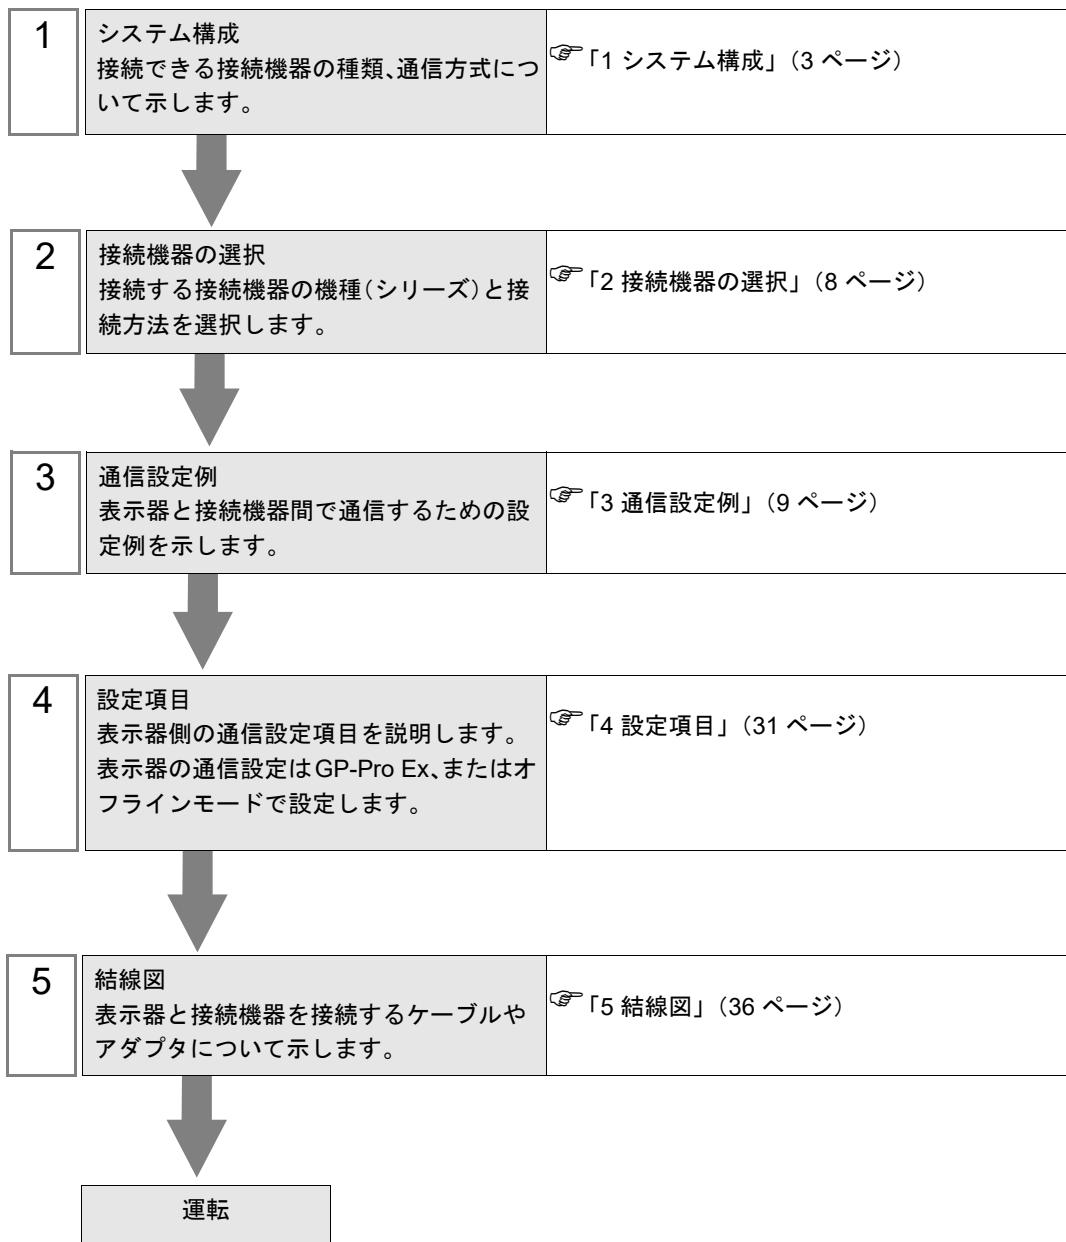 1
システム構成
接続できる接続機器の種類、通信方式につ
いて示します。
☞「1 システム構成」（3 ページ）
2
接続機器の選択
接続する接続機器の機種（シリーズ）と接
続方法を選択します。
☞「2 接続機器の選択」（8 ページ）
3
通信設定例
表示器と接続機器間で通信するための設
定例を示します。
☞「3 通信設定例」（9 ページ）
4
設定項目
表示器側の通信設定項目を説明します。
表示器の通信設定はGP-Pro Ex、またはオ
フラインモードで設定します。
☞「4 設定項目」（31 ページ）
5
結線図
表示器と接続機器を接続するケーブルや
アダプタについて示します。
☞「5 結線図」（36 ページ）
運転